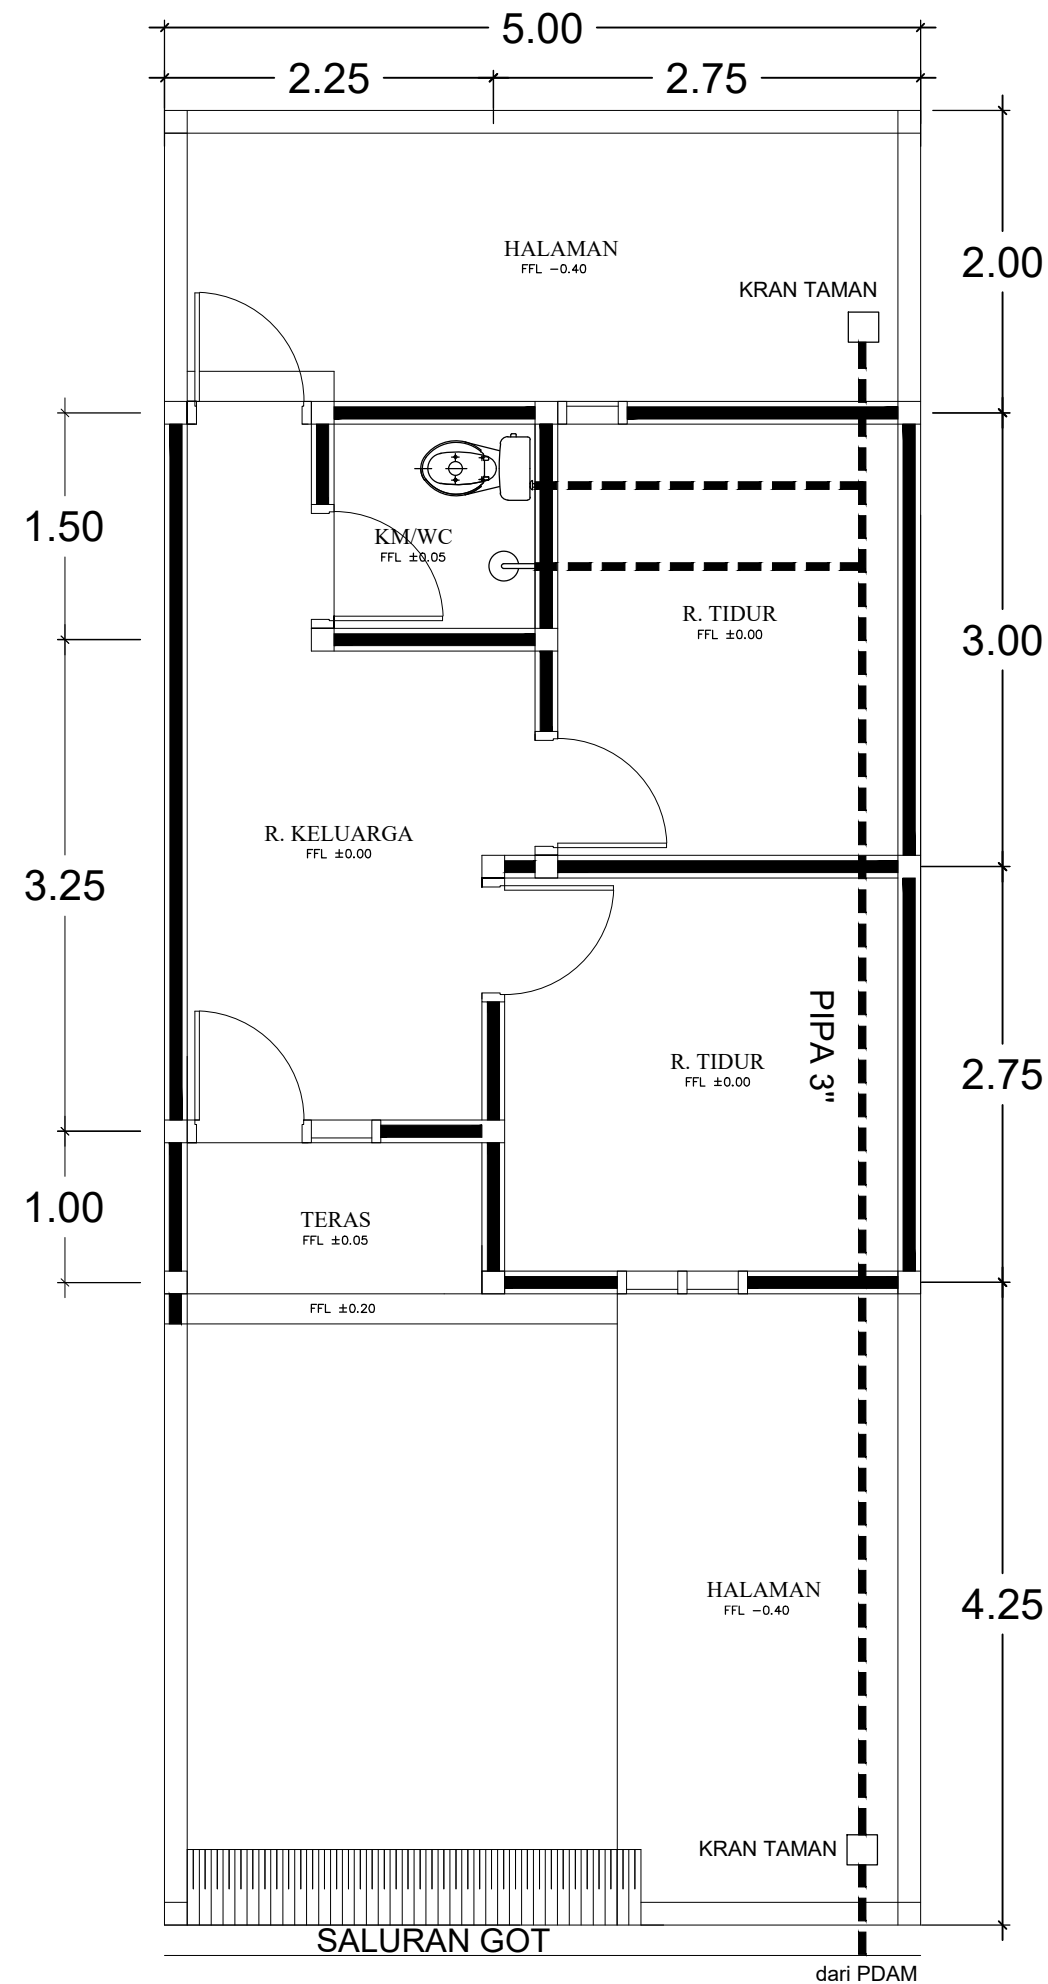 5.00
2.25
2.75
HALAMAN
FFL -0.40
2.00
KRAN TAMAN
1.50
KM/WC
FFL ±0.05
R. TIDUR
FFL ±0.00
3.00
R. KELUARGA
FFL ±0.00
3.25
PIPA 3"
R. TIDUR
FFL ±0.00
2.75
1.00
TERAS
FFL ±0.05
FFL ±0.20
HALAMAN
FFL -0.40
4.25
KRAN TAMAN
SALURAN GOT
dari PDAM